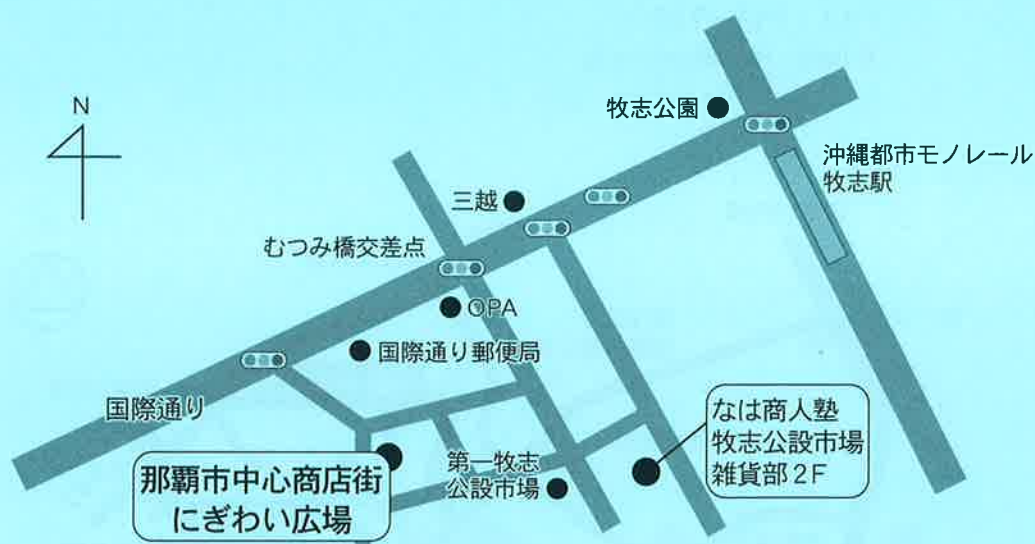 N
牧志公園
沖縄都市モノレール
牧志駅
三越
むつみ橋交差点
OPA
国際通り郵便局
国際通り
なは商人塾
牧志公設市場
雑貨部2F
第一牧志
公設市場
那覇市中心商店街
にぎわい広場